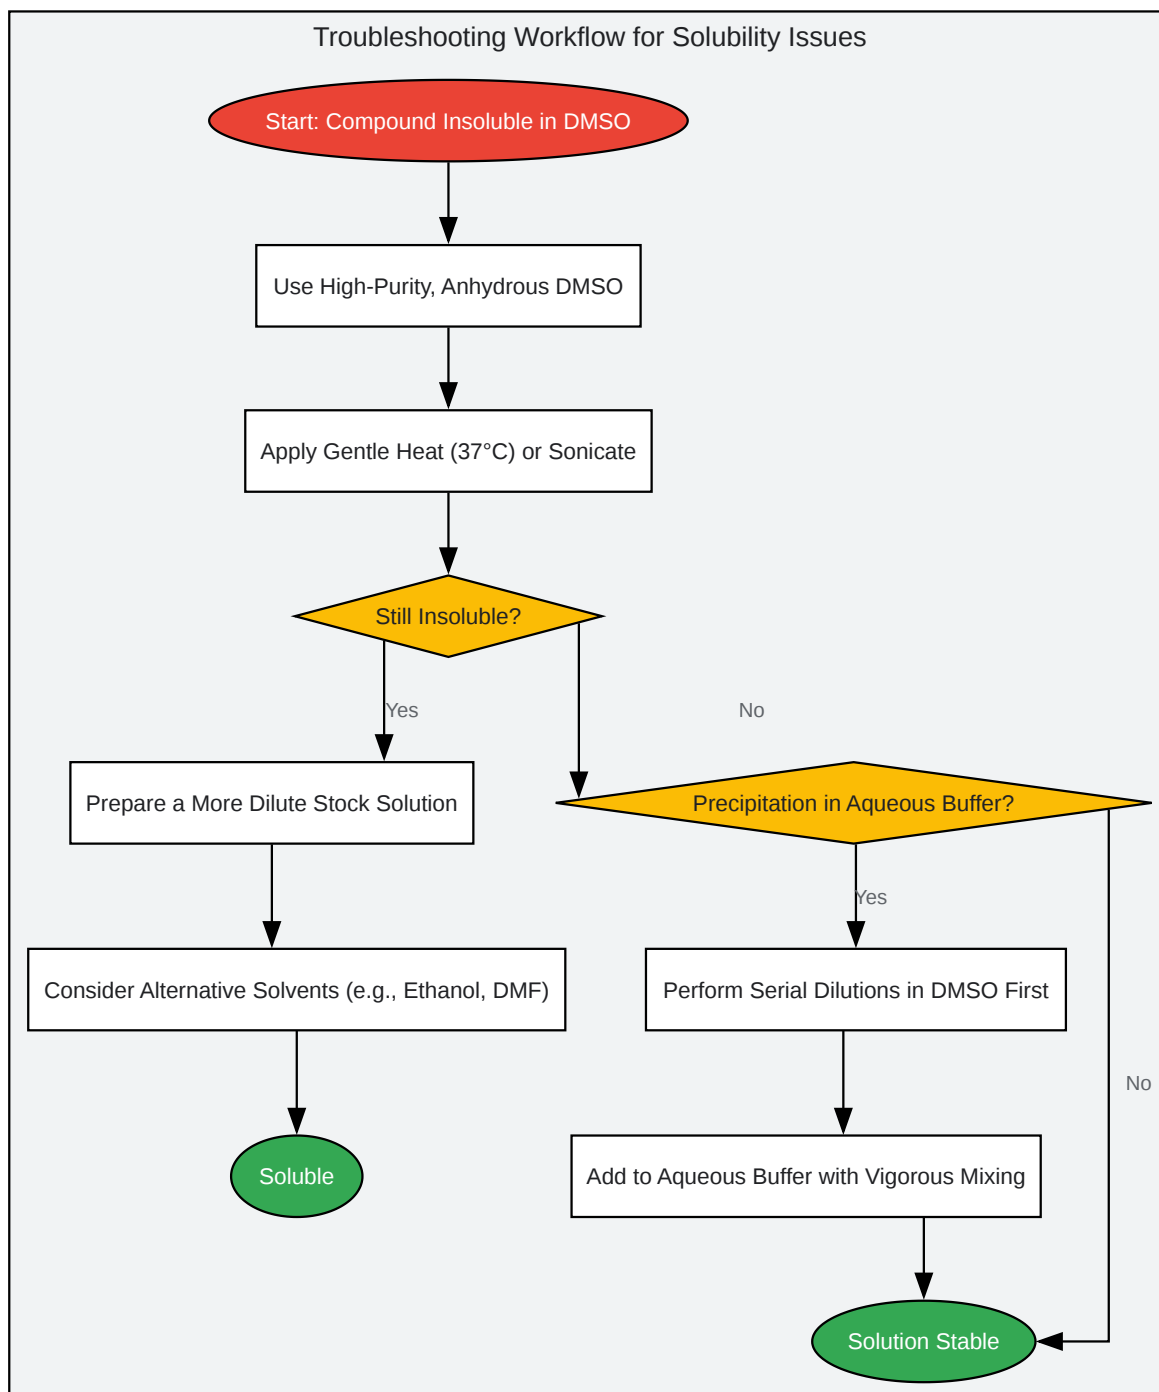 Troubleshooting Workflow for Solubility Issues
Start: Compound Insoluble in DMSO
Use High-Purity, Anhydrous DMSO
Apply Gentle Heat (37°C) or Sonicate
Still Insoluble?
Yes
No
Prepare a More Dilute Stock Solution
Precipitation in Aqueous Buffer?
Yes
Consider Alternative Solvents (e.g., Ethanol, DMF)
Perform Serial Dilutions in DMSO First
No
Soluble
Add to Aqueous Buffer with Vigorous Mixing
Solution Stable